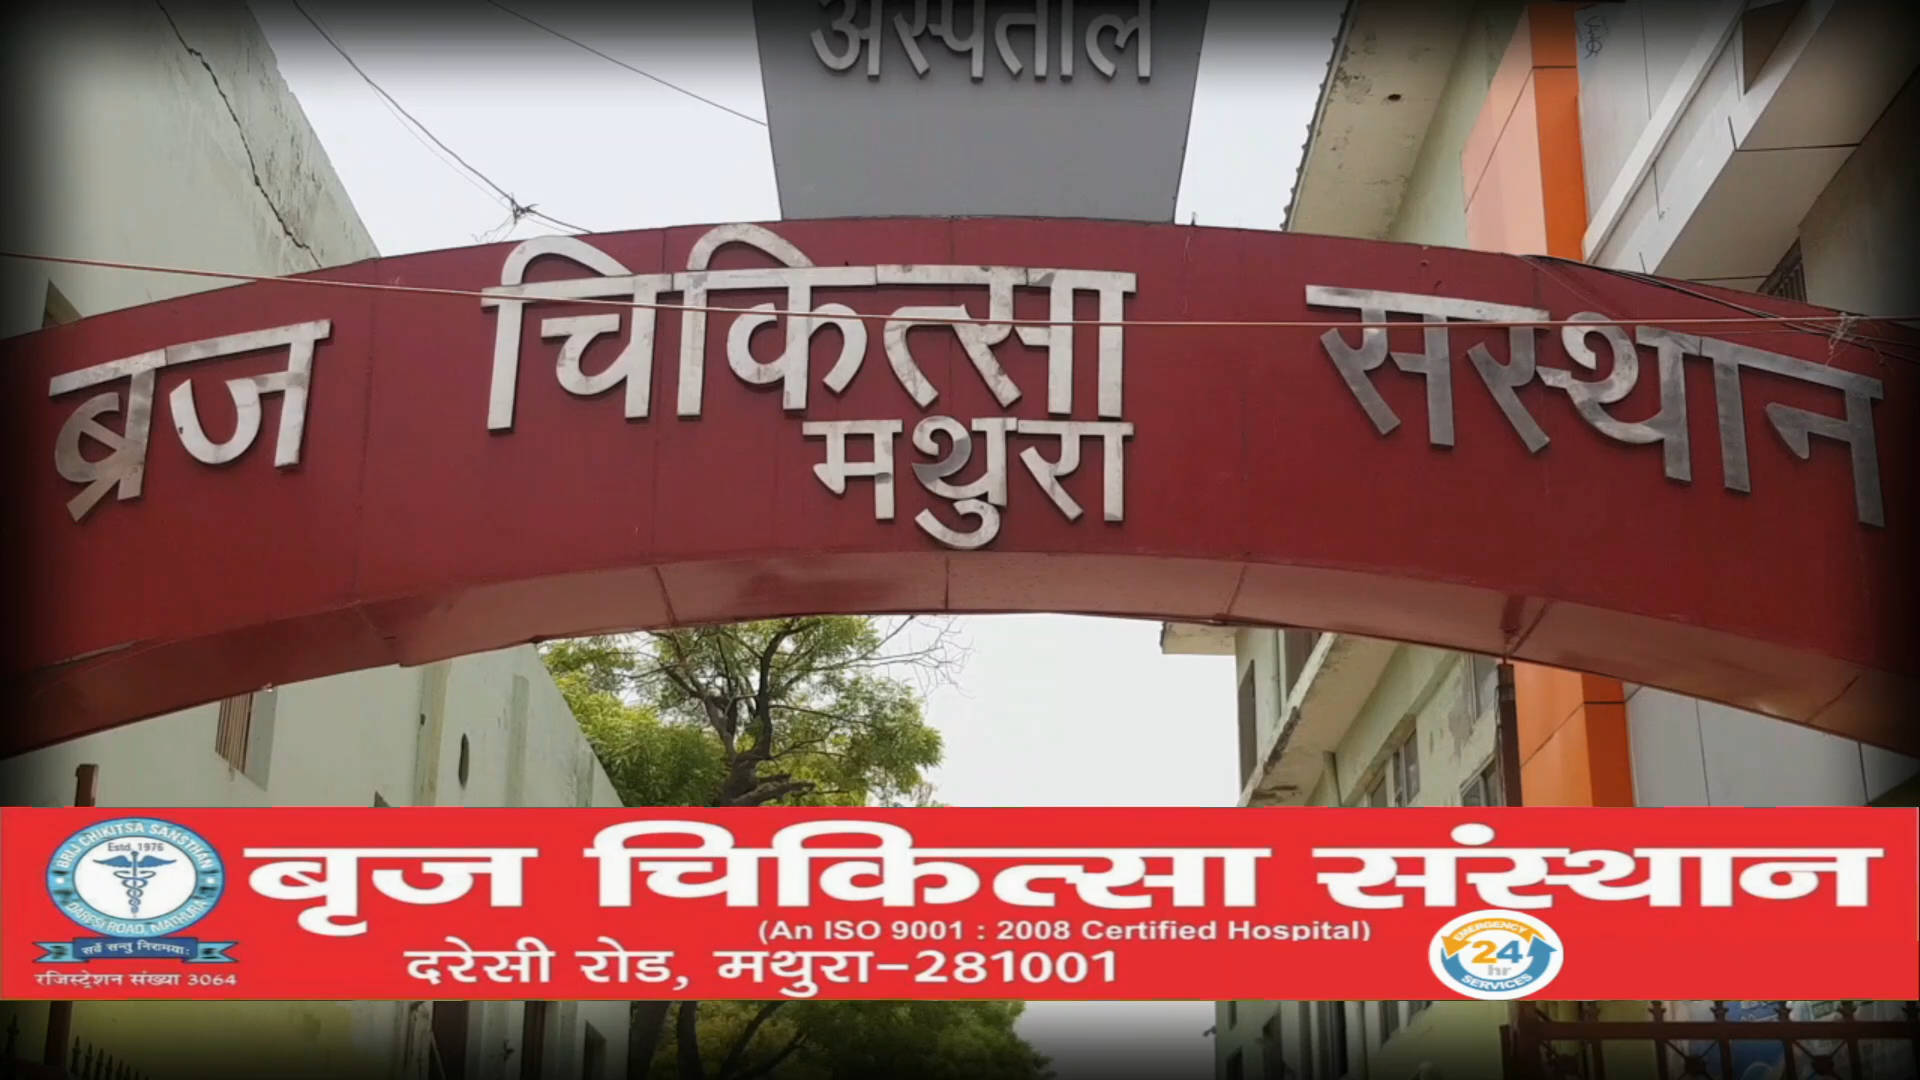 अस्पताल
ब्रज चिकित्सा संस्थान
मथुरा
BRIJ CHIKITSA SANSTHAN
Estd. 1976
DARESI ROAD, MATHURA
सर्वे सन्तु निरामयाः
रजिस्ट्रेशन संख्या 3064
बृज चिकित्सा संस्थान
(An ISO 9001 : 2008 Certified Hospital)
दरेसी रोड, मथुरा-281001
EMERGENCY
24
hr
SERVICES